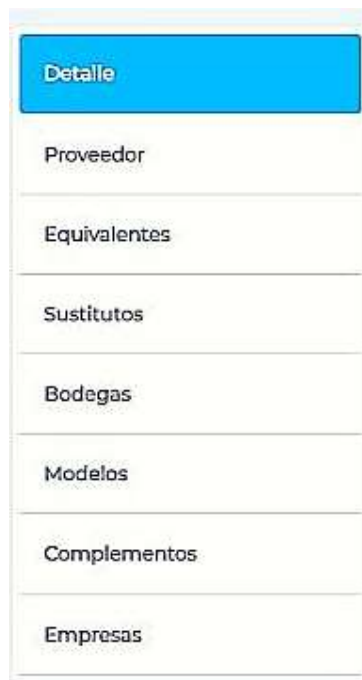 Detalle
Proveedor
Equivalentes
Sustitutos
Bodegas
Modelos
Complementos
Empresas